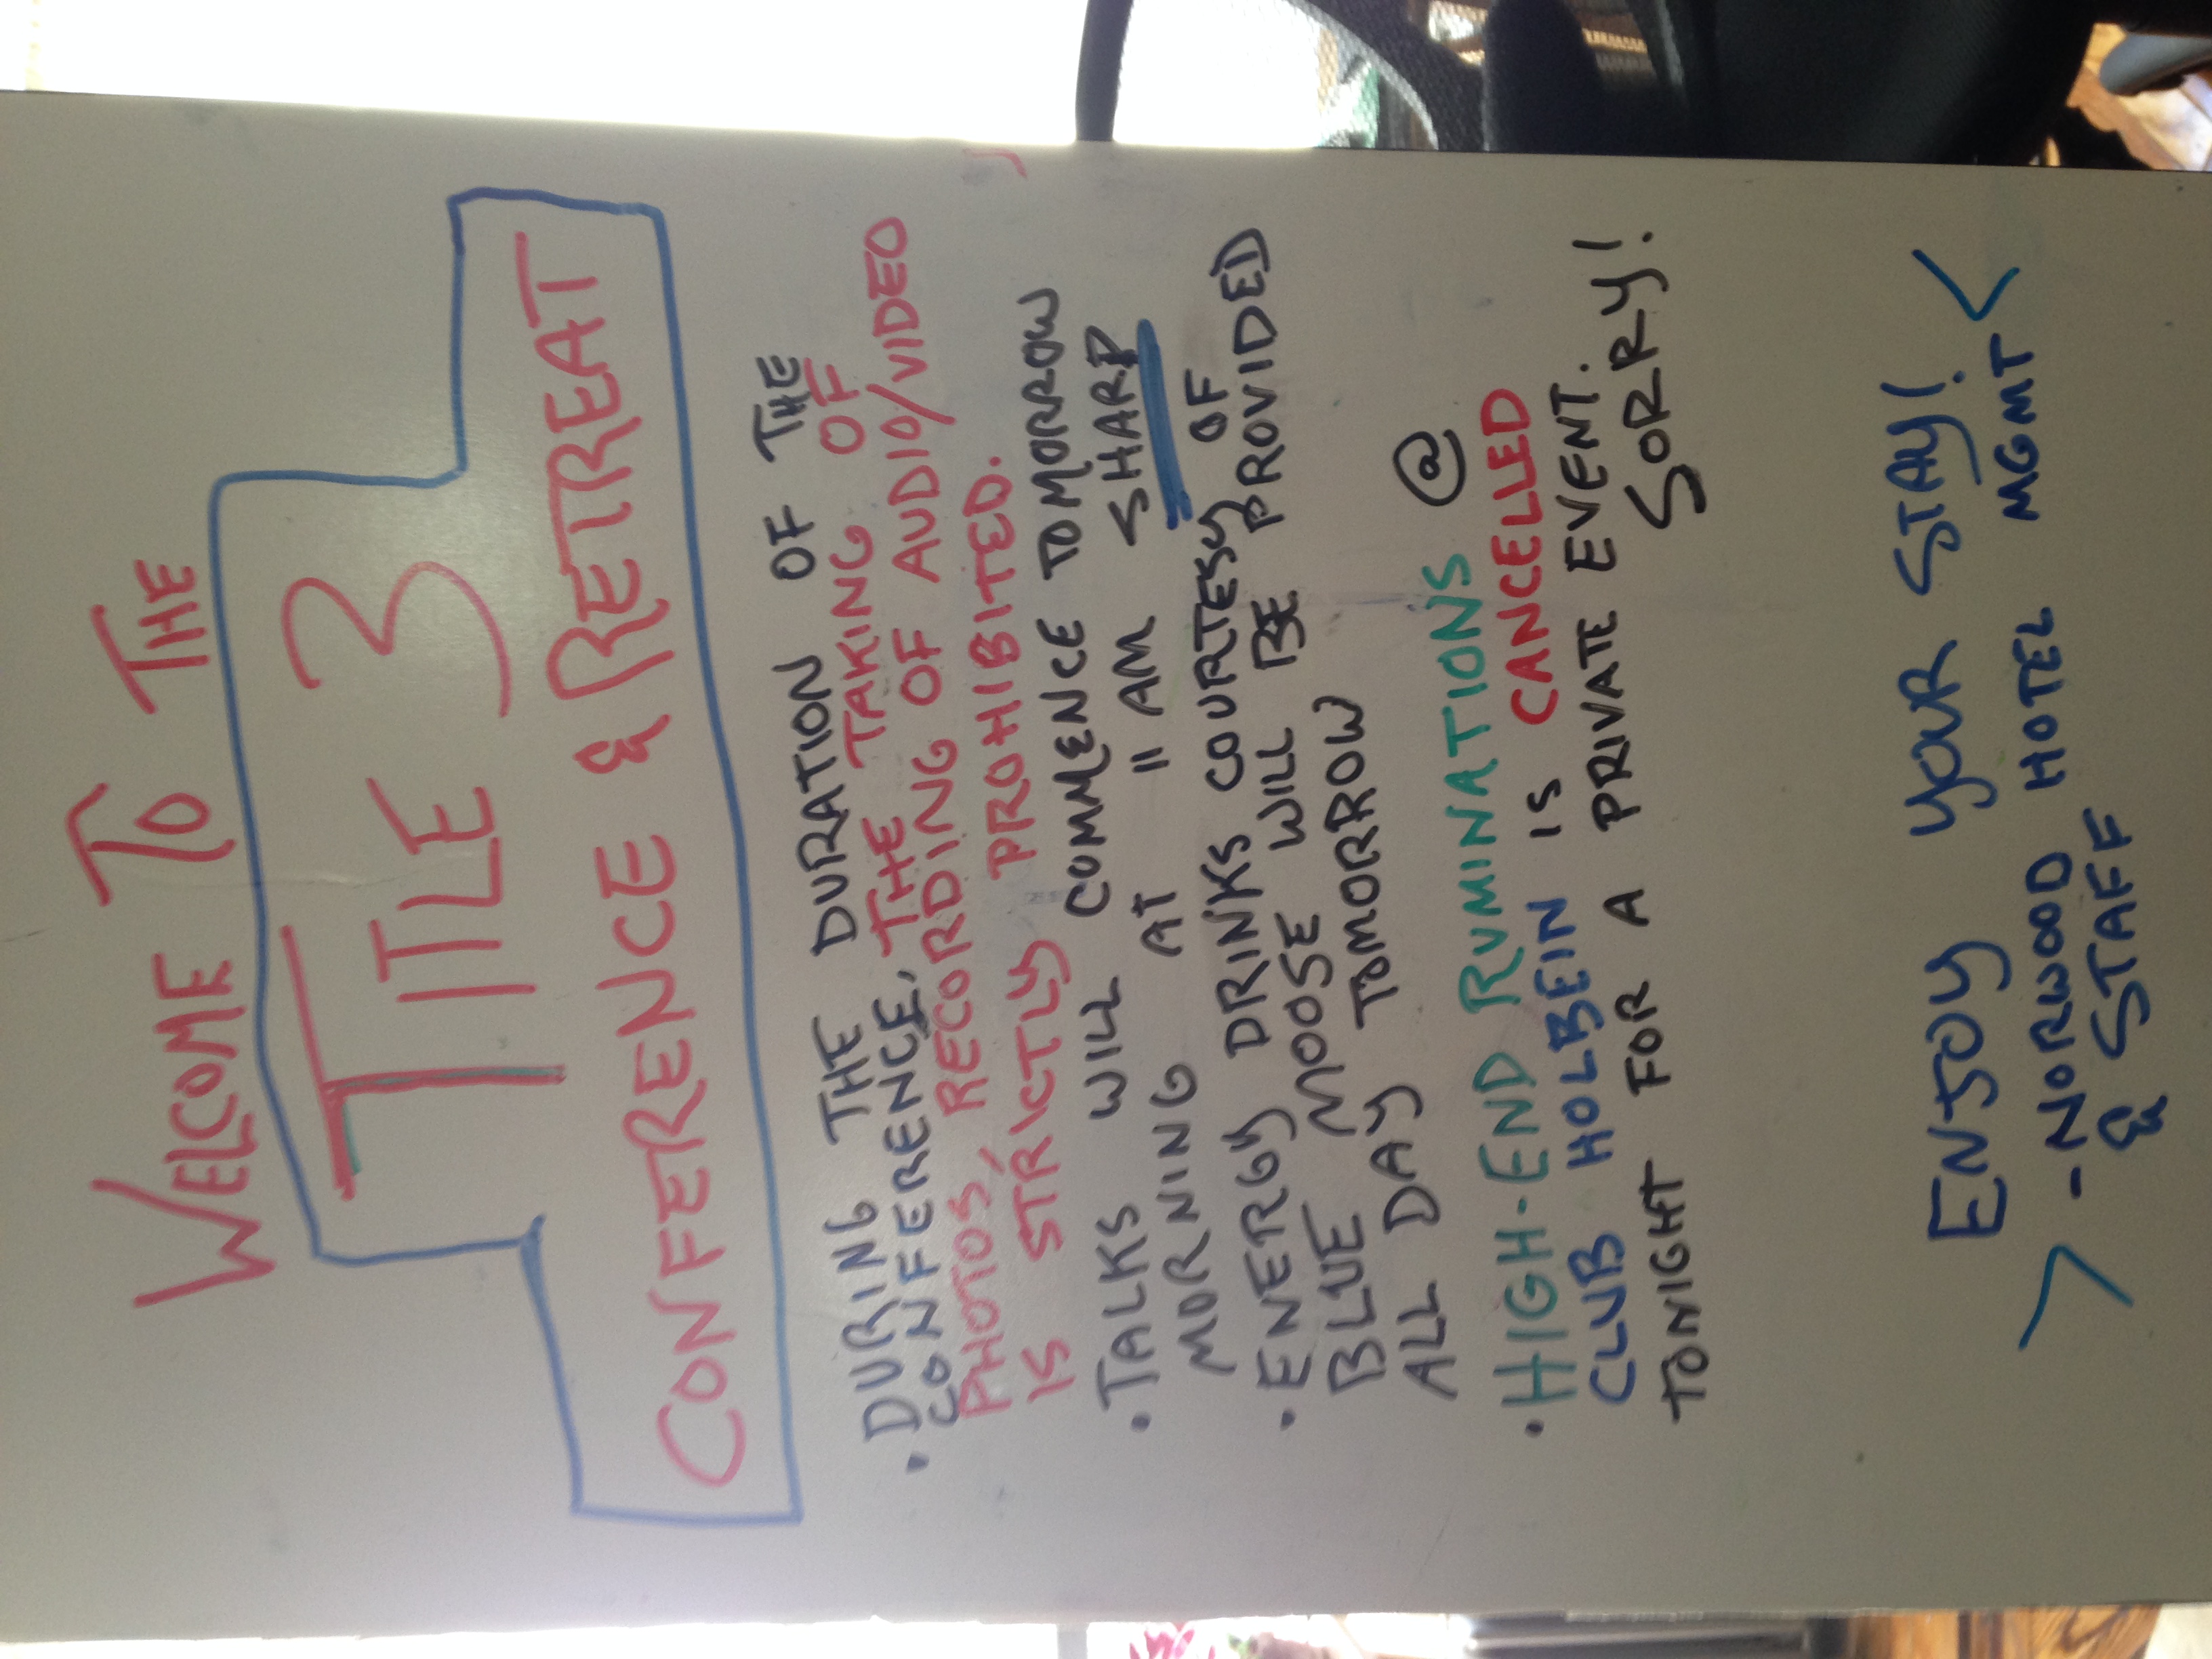 WELCOME TO THE
TITLE 3
CONFERENCE & RETREAT
• DURING THE DURATION OF THE
CONFERENCE, THE TAKING OF
PHOTOS, RECORDING OF AUDIO/VIDEO
IS STRICTLY PROHIBITED.
• TALKS WILL COMMENCE TOMORROW
MORNING AT 11 AM SHARP
• ENERGY DRINKS COURTESY OF
BLUE MOOSE WILL BE PROVIDED
ALL DAY TOMORROW
• HIGH-END RUMINATIONS @
CLUB HOLBEIN IS CANCELLED
TONIGHT FOR A PRIVATE EVENT.
SORRY!
ENJOY YOUR STAY!
- NORWOOD HOTEL MGMT
& STAFF